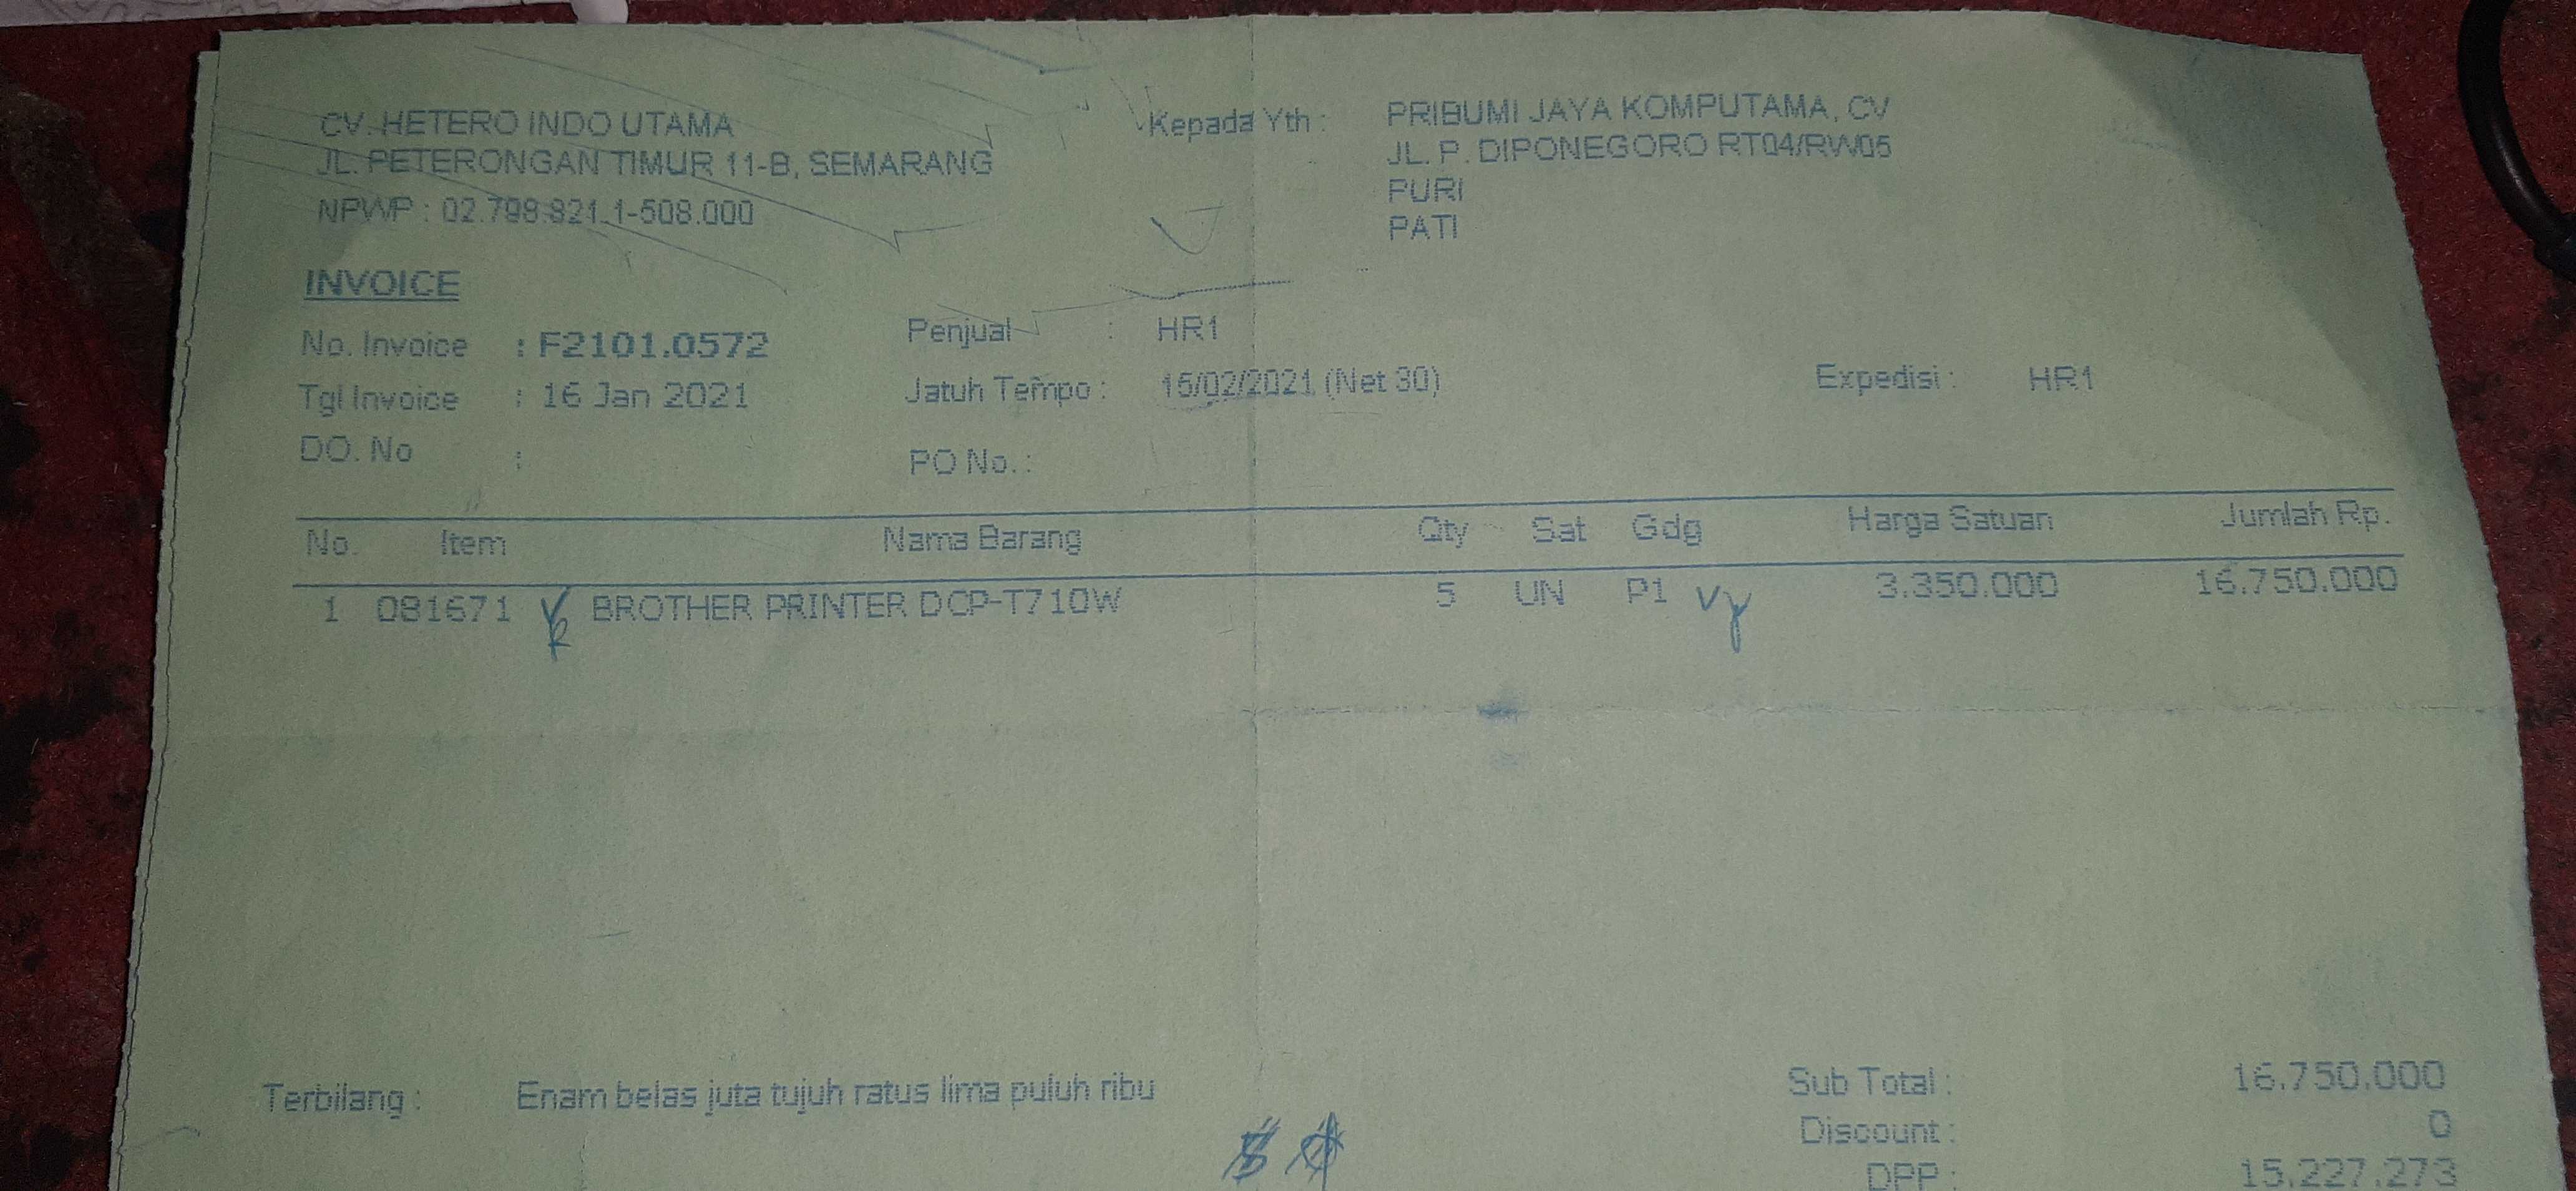 CV. HETERO INDO UTAMA
JL. PETERONGAN TIMUR 11-B, SEMARANG
NPWP : 02.798.821.1-508.000
Kepada Yth : PRIBUMI JAYA KOMPUTAMA, CV
JL. P. DIPONEGORO RT04/RW05
PURI
PATI
INVOICE
No. Invoice : F2101.0572 Penjual : HR1
Tgl Invoice : 16 Jan 2021 Jatuh Tempo : 15/02/2021 (Net 30) Expedisi : HR1
DO. No : PO No. :
No. Item Nama Barang Qty Sat Gdg Harga Satuan Jumlah Rp.
1 081671 BROTHER PRINTER DCP-T710W 5 UN P1 3.350.000 16.750.000
Terbilang : Enam belas juta tujuh ratus lima puluh ribu
Sub Total : 16.750.000
Discount : 0
DPP : 15.227.273